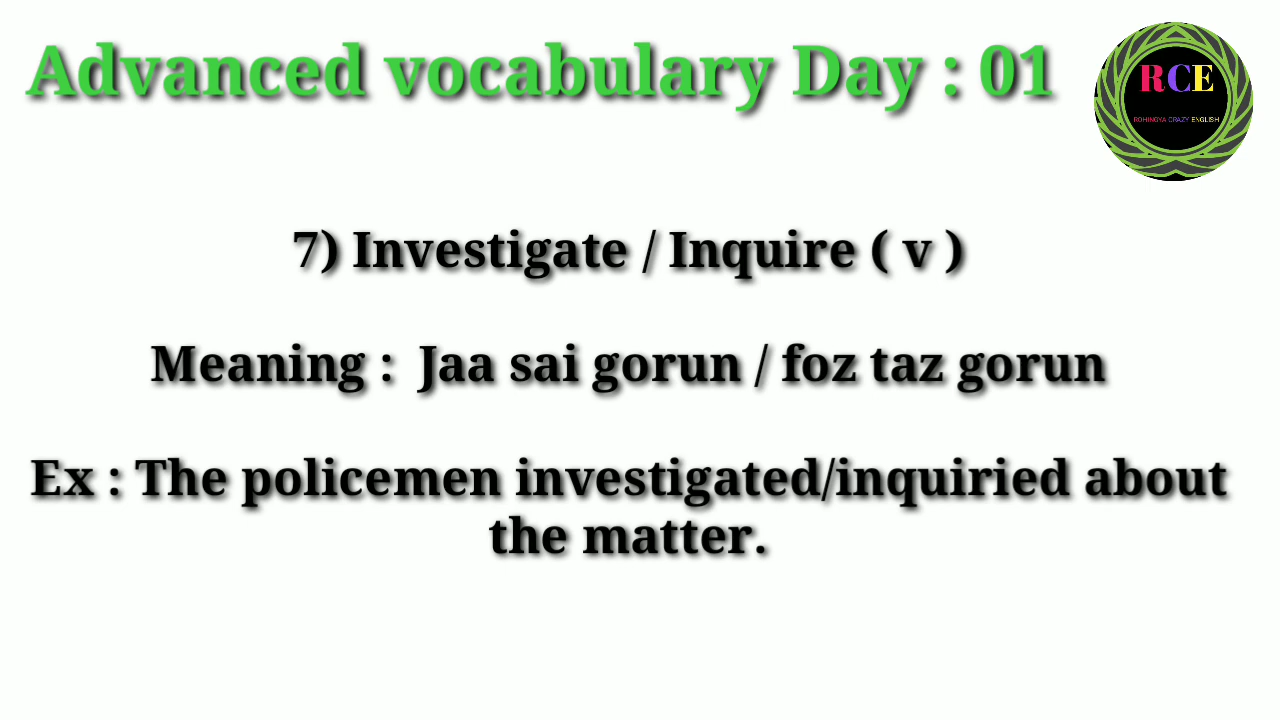 Advanced vocabulary Day : 01
RCE
ROHINGYA CRAZY ENGLISH
7) Investigate / Inquire ( v )
Meaning : Jaa sai gorun / foz taz gorun
Ex : The policemen investigated/inquiried about
the matter.